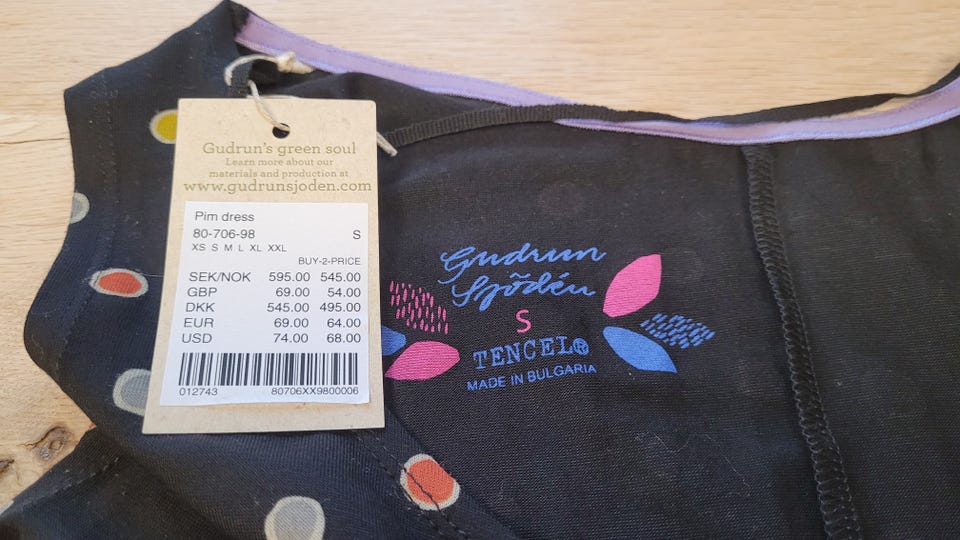 Gudrun's green soul
Learn more about our
materials and production at
www.gudrunsjoden.com
Pim dress
80-706-98 S
XS S M L XL XXL
BUY-2-PRICE
SEK/NOK 595.00 545.00
GBP 69.00 54.00
DKK 545.00 495.00
EUR 69.00 64.00
USD 74.00 68.00
012743 80706XX9800006
Gudrun
Sjödén
S
TENCEL®
MADE IN BULGARIA